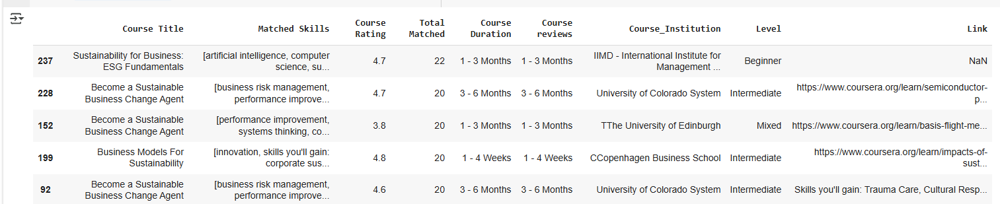 Course Title Matched Skills Course Rating Total Matched Course Duration Course reviews Course_Institution Level Link
237 Sustainability for Business: ESG Fundamentals [artificial intelligence, computer science, su... 4.7 22 1 - 3 Months 1 - 3 Months IIMD - International Institute for Management ... Beginner NaN
228 Become a Sustainable Business Change Agent [business risk management, performance improve... 4.7 20 3 - 6 Months 3 - 6 Months University of Colorado System Intermediate https://www.coursera.org/learn/semiconductor-p...
152 Become a Sustainable Business Change Agent [performance improvement, systems thinking, co... 3.8 20 1 - 3 Months 1 - 3 Months TThe University of Edinburgh Mixed https://www.coursera.org/learn/basis-flight-me...
199 Business Models For Sustainability [innovation, skills you'll gain: corporate sus... 4.8 20 1 - 4 Weeks 1 - 4 Weeks CCopenhagen Business School Intermediate https://www.coursera.org/learn/impacts-of-sust...
92 Become a Sustainable Business Change Agent [business risk management, performance improve... 4.6 20 3 - 6 Months 3 - 6 Months University of Colorado System Intermediate Skills you'll gain: Trauma Care, Cultural Resp...